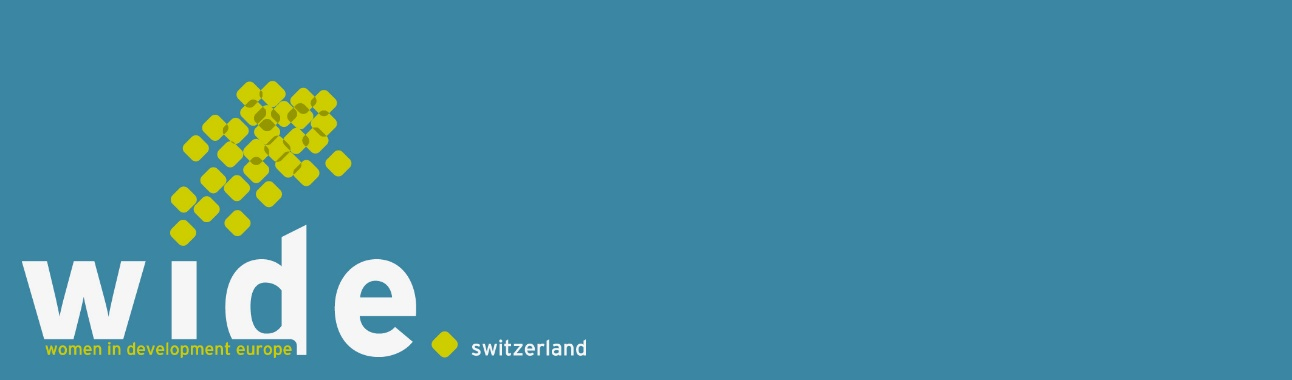 wide.
women in development europe
switzerland